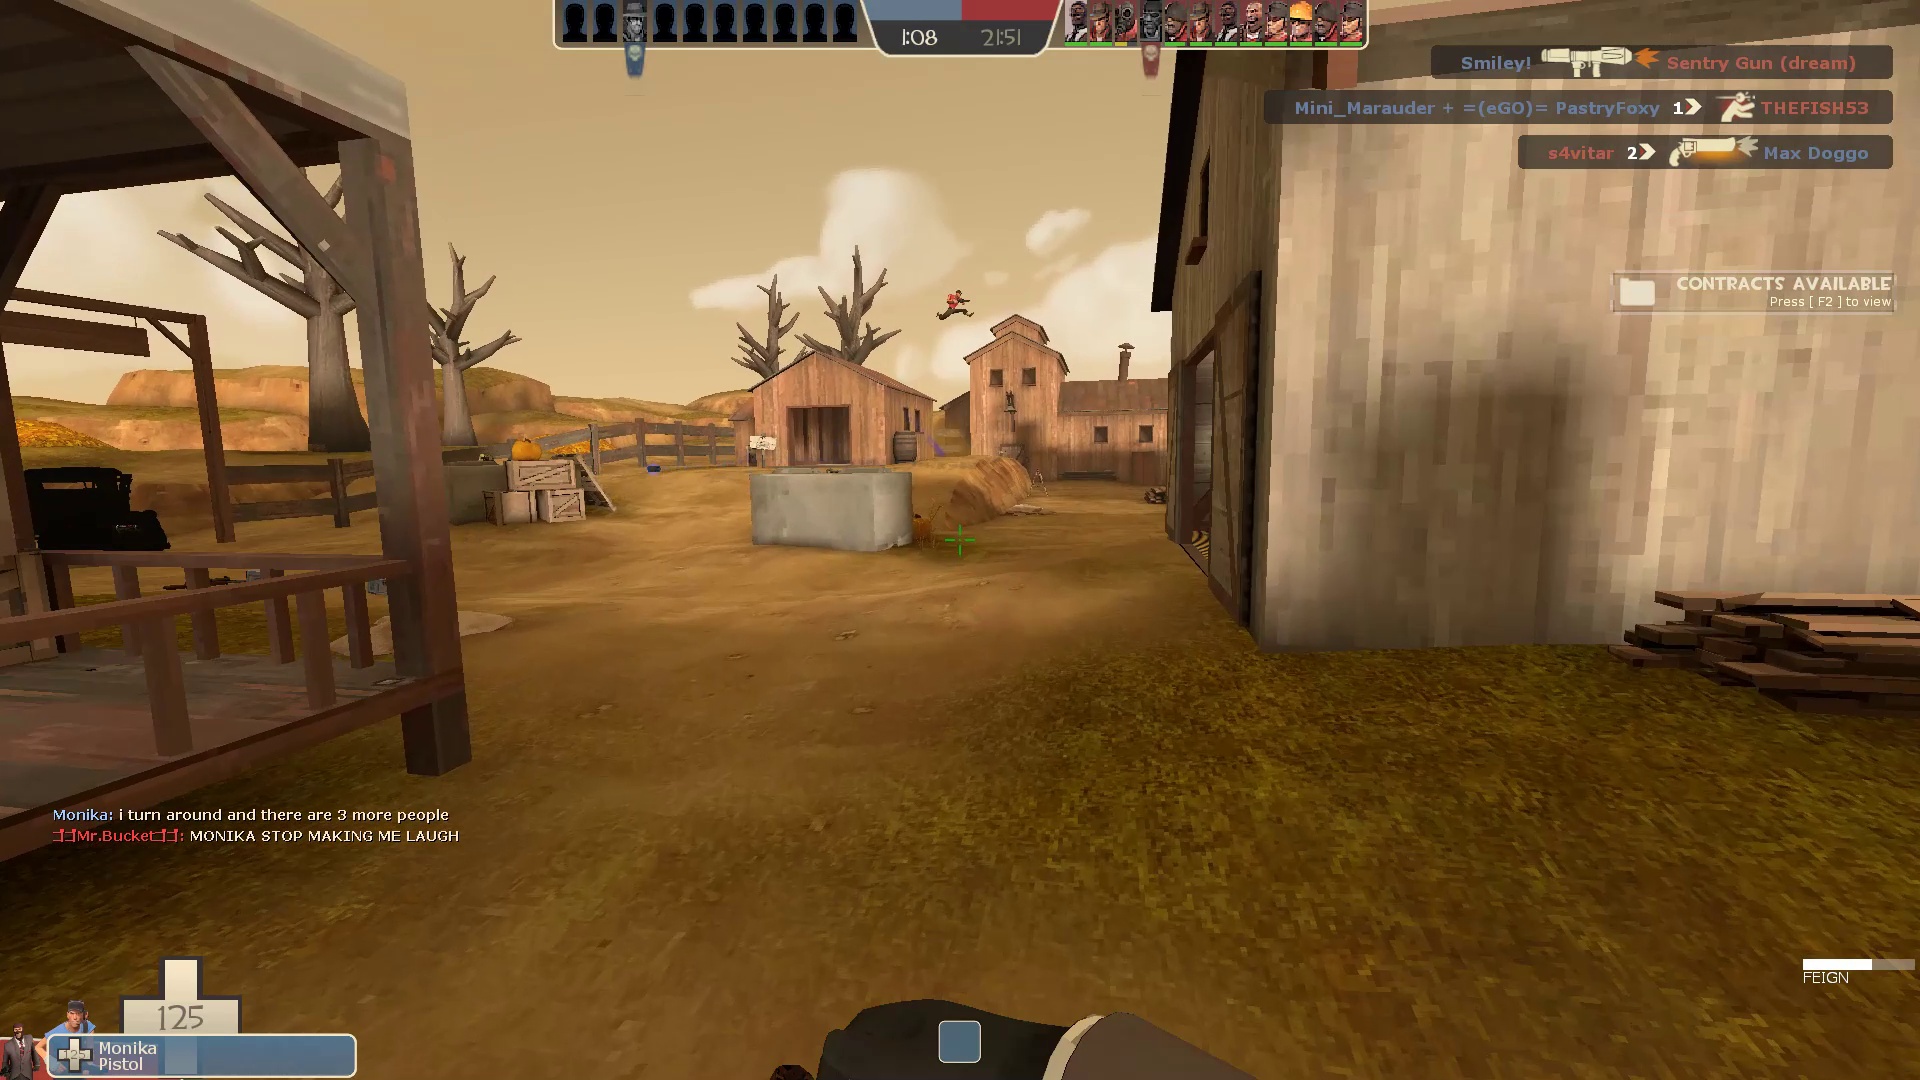 1:08 21:51
Smiley! Sentry Gun (dream)
Mini_Marauder + =(eGO)= PastryFoxy 1 THEFISH53
s4vitar 2 Max Doggo
CONTRACTS AVAILABLE
Press [ F2 ] to view
Monika: i turn around and there are 3 more people
Mr.Bucket: MONIKA STOP MAKING ME LAUGH
FEIGN
125
125 Monika
Pistol